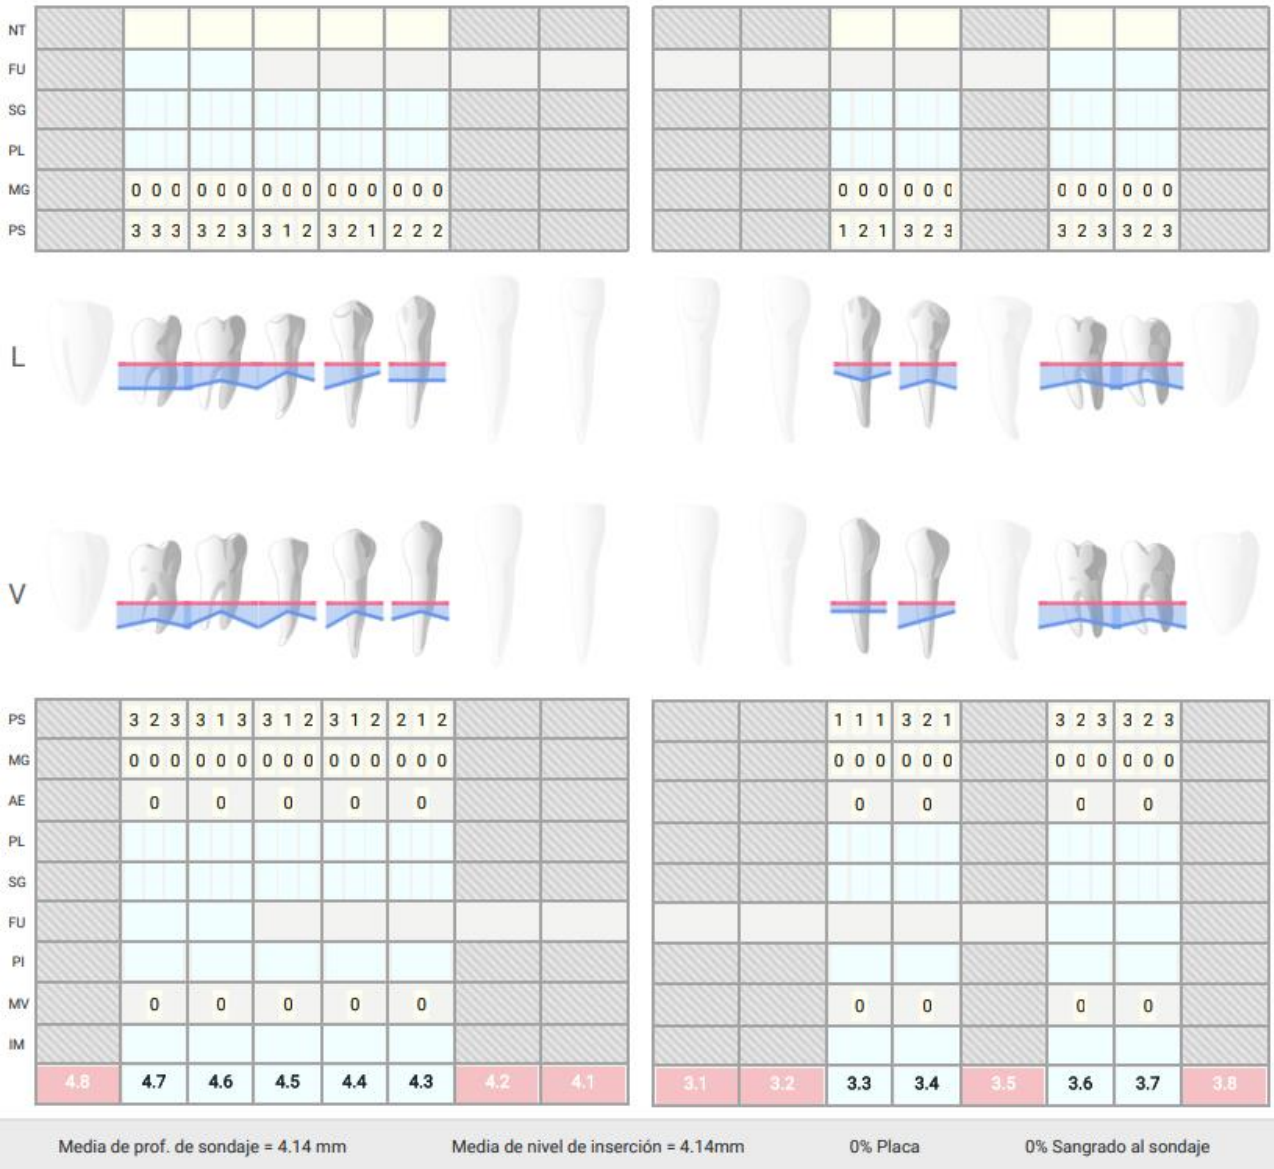 NT
FU
SG
PL
MG 0 0 0 0 0 0 0 0 0 0 0 0 0 0 0 0 0 0 0 0 0 0 0 0 0 0 0
PS 3 3 3 3 2 3 3 1 2 3 2 1 2 2 2 1 2 1 3 2 3 3 2 3 3 2 3
L
V
PS 3 2 3 3 1 3 3 1 2 3 1 2 2 1 2 1 1 1 3 2 1 3 2 3 3 2 3
MG 0 0 0 0 0 0 0 0 0 0 0 0 0 0 0 0 0 0 0 0 0 0 0 0 0 0 0
AE 0 0 0 0 0 0 0 0 0
PL
SG
FU
PI
MV 0 0 0 0 0 0 0 0 0
IM
4.8 4.7 4.6 4.5 4.4 4.3 4.2 4.1 3.1 3.2 3.3 3.4 3.5 3.6 3.7 3.8
Media de prof. de sondaje = 4.14 mm Media de nivel de inserción = 4.14mm 0% Placa 0% Sangrado al sondaje